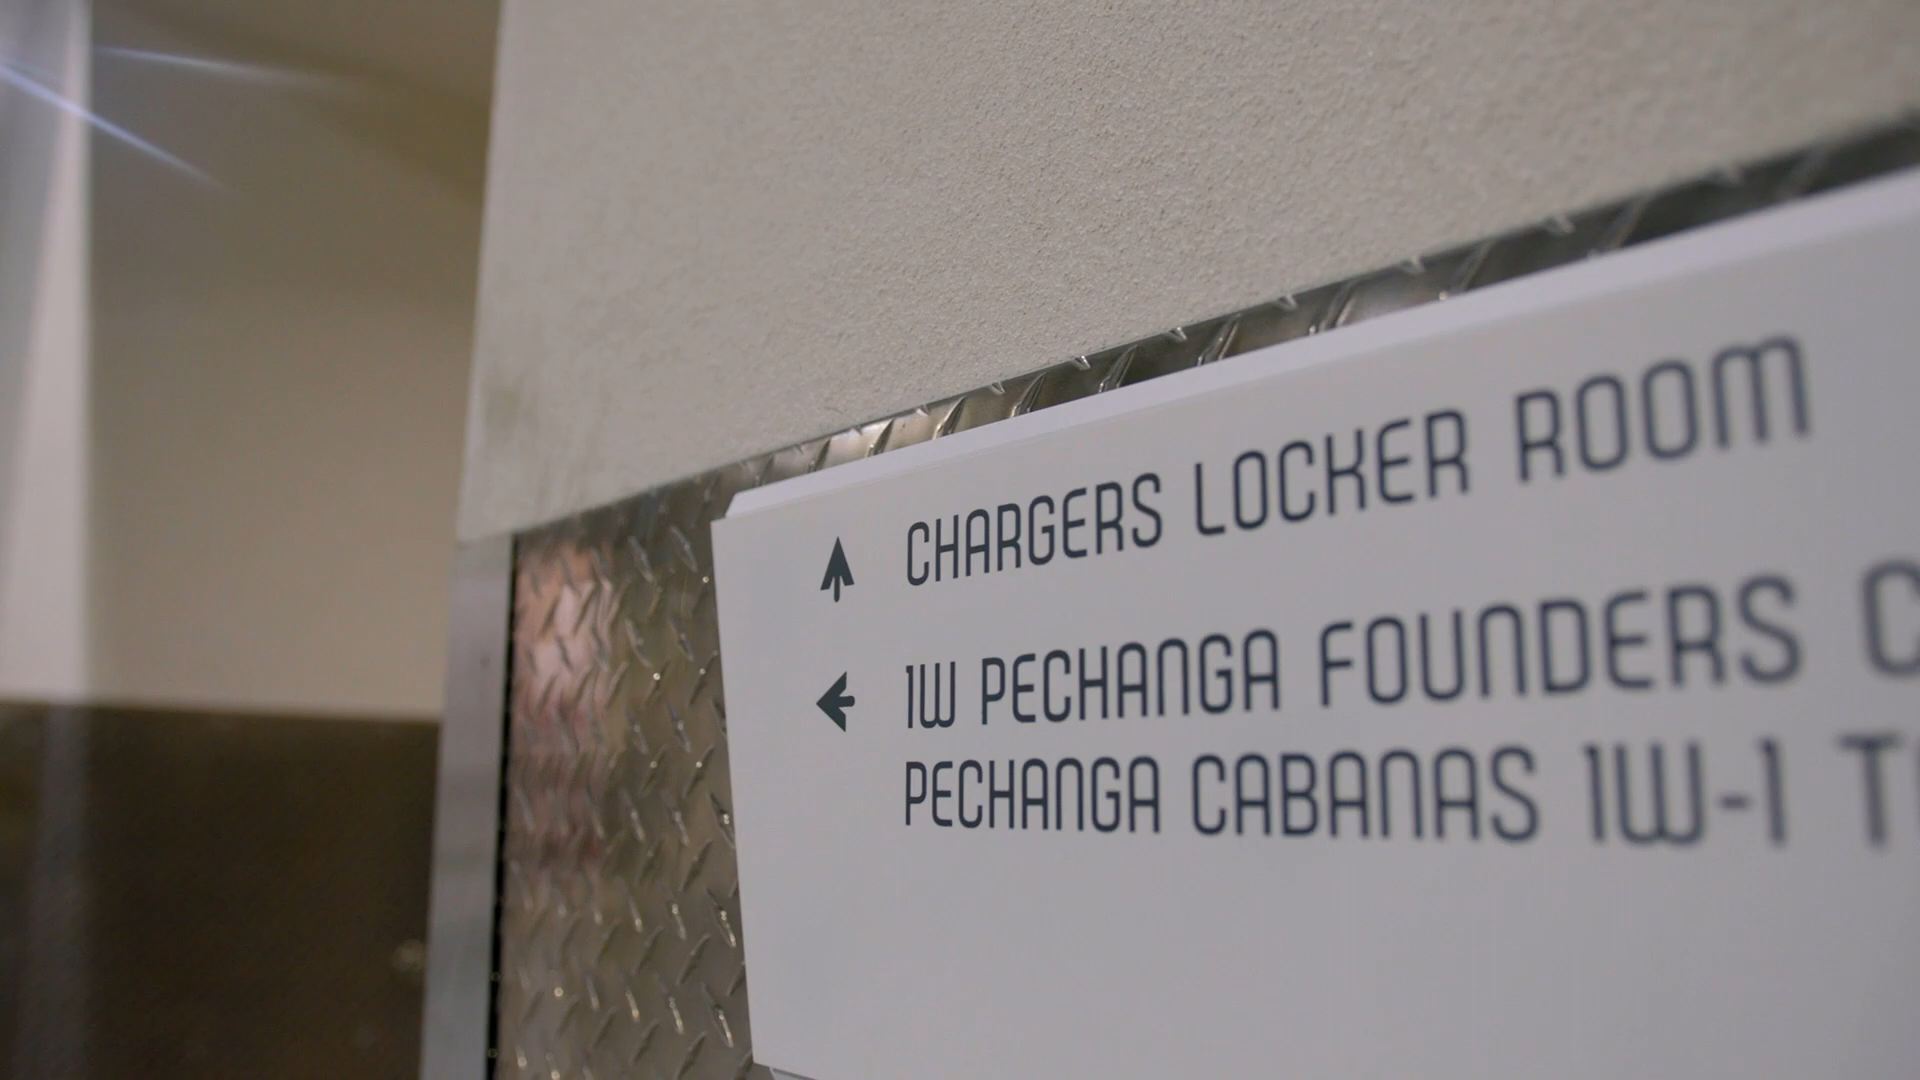 CHARGERS LOCKER ROOM
1W PECHANGA FOUNDERS
PECHANGA CABANAS 1W-1